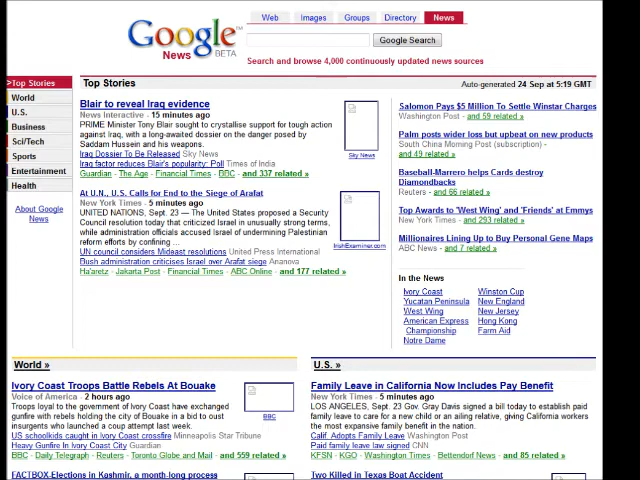 Web Images Groups Directory News
Google™
News BETA
Google Search
Search and browse 4,000 continuously updated news sources
>Top Stories
World
U.S.
Business
Sci/Tech
Sports
Entertainment
Health
About Google
News
Top Stories
Auto-generated 24 Sep at 5:19 GMT
Blair to reveal Iraq evidence
News Interactive - 15 minutes ago
PRIME Minister Tony Blair sought to crystallise support for tough action
against Iraq, with a long-awaited dossier on the danger posed by
Saddam Hussein and his weapons.
Iraq Dossier To Be Released Sky News
Iraq factor reduces Blair's popularity: Poll Times of India
Guardian - The Age - Financial Times - BBC - and 337 related »
Sky News
At U.N., U.S. Calls for End to the Siege of Arafat
New York Times - 5 minutes ago
UNITED NATIONS, Sept. 23 — The United States proposed a Security
Council resolution today that criticized Israel in unusually strong terms,
while administration officials accused Israel of undermining Palestinian
reform efforts by confining ...
UN council considers Mideast resolutions United Press International
Bush administration criticises Israel over Arafat siege Ananova
Ha'aretz - Jakarta Post - Financial Times - ABC Online - and 177 related »
IrishExaminer.com
Salomon Pays $5 Million To Settle Winstar Charges
Washington Post - and 59 related »
Palm posts wider loss but upbeat on new products
South China Morning Post (subscription) -
and 49 related »
Baseball-Marrero helps Cards destroy
Diamondbacks
Reuters - and 66 related »
Top Awards to 'West Wing' and 'Friends' at Emmys
New York Times - and 293 related »
Millionaires Lining Up to Buy Personal Gene Maps
ABC News - and 7 related »
In the News
Ivory Coast Winston Cup
Yucatan Peninsula New England
West Wing New Jersey
American Express Hong Kong
Championship Farm Aid
Notre Dame
World »
Ivory Coast Troops Battle Rebels At Bouake
Voice of America - 2 hours ago
Troops loyal to the government of Ivory Coast have exchanged
gunfire with rebels holding the city of Bouake in a bid to oust
insurgents who launched a coup attempt last week.
US schoolkids caught in Ivory Coast crossfire Minneapolis Star Tribune
Heavy Gunfire In Ivory Coast City Guardian
BBC - Daily Telegraph - Reuters - Toronto Globe and Mail - and 559 related »
BBC
FACTBOX-Elections in Kashmir, a month-long process
U.S. »
Family Leave in California Now Includes Pay Benefit
New York Times - 5 minutes ago
LOS ANGELES, Sept. 23 Gov. Gray Davis signed a bill today to establish paid
family leave to care for a new child or an ailing relative, giving California workers
the most expansive family benefit in the nation.
Calif. Adopts Family Leave Washington Post
Paid family leave law signed CNN
KFSN - KGO - Washington Times - Bettendorf News - and 85 related »
Two Killed in Texas Boat Accident